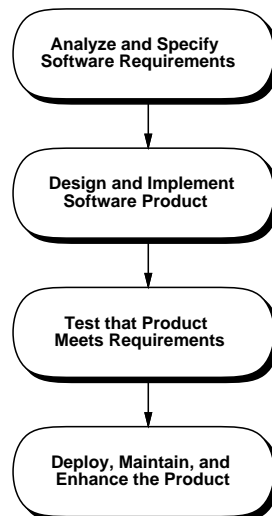 Analyze and Specify
Software Requirements
Design and Implement
Software Product
Test that Product
Meets Requirements
Deploy, Maintain, and
Enhance the Product